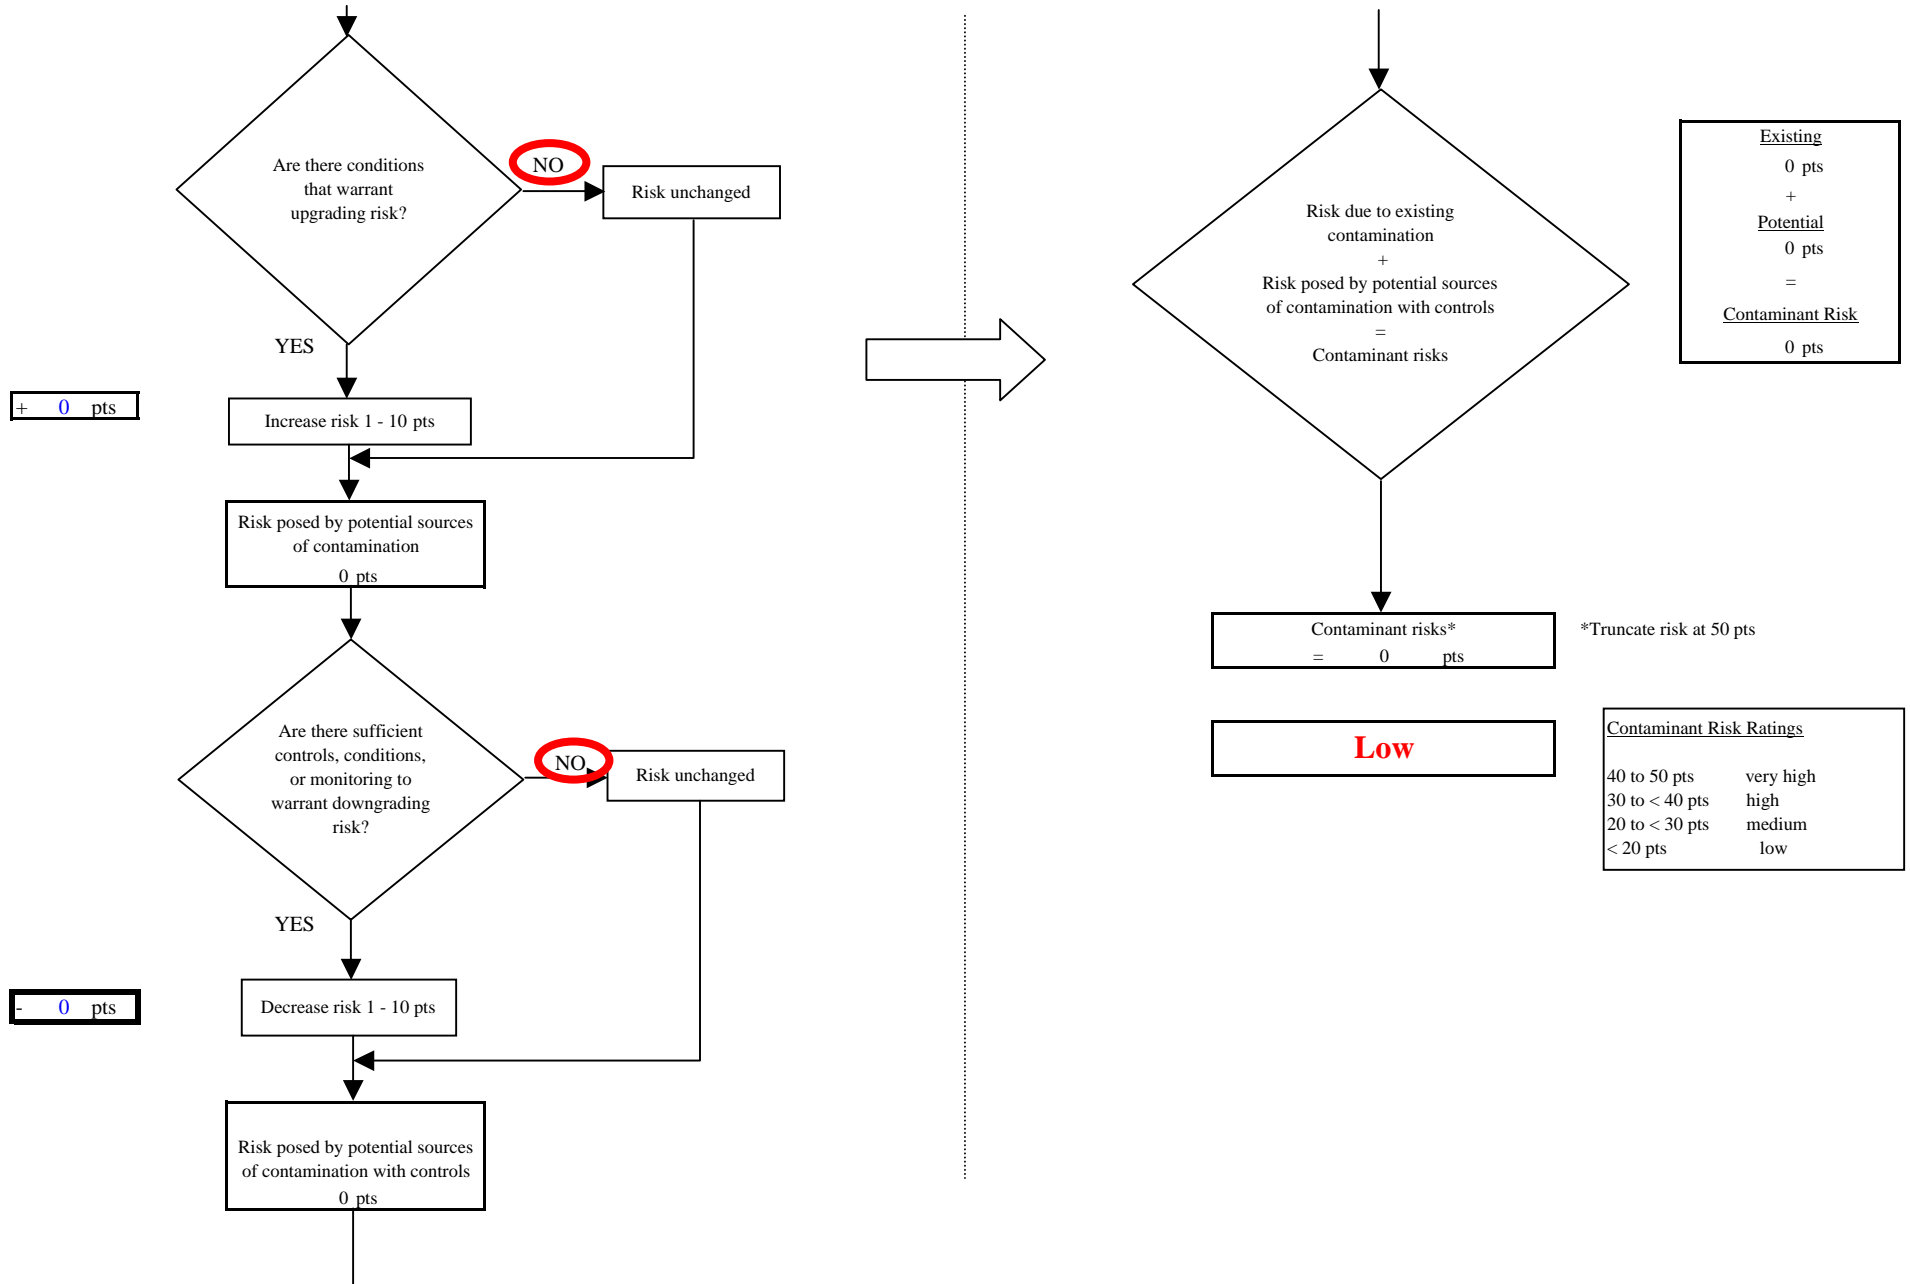 Are there conditions
that warrant
upgrading risk?
NO
Risk unchanged
YES
+ 0 pts
Increase risk 1 - 10 pts
Risk posed by potential sources
of contamination
0 pts
Are there sufficient
controls, conditions,
or monitoring to
warrant downgrading
risk?
NO
Risk unchanged
YES
- 0 pts
Decrease risk 1 - 10 pts
Risk posed by potential sources
of contamination with controls
0 pts
Risk due to existing
contamination
+
Risk posed by potential sources
of contamination with controls
=
Contaminant risks
Existing
0 pts
+
Potential
0 pts
=
Contaminant Risk
0 pts
Contaminant risks*
= 0 pts
*Truncate risk at 50 pts
Low
Contaminant Risk Ratings
40 to 50 pts very high
30 to < 40 pts high
20 to < 30 pts medium
< 20 pts low